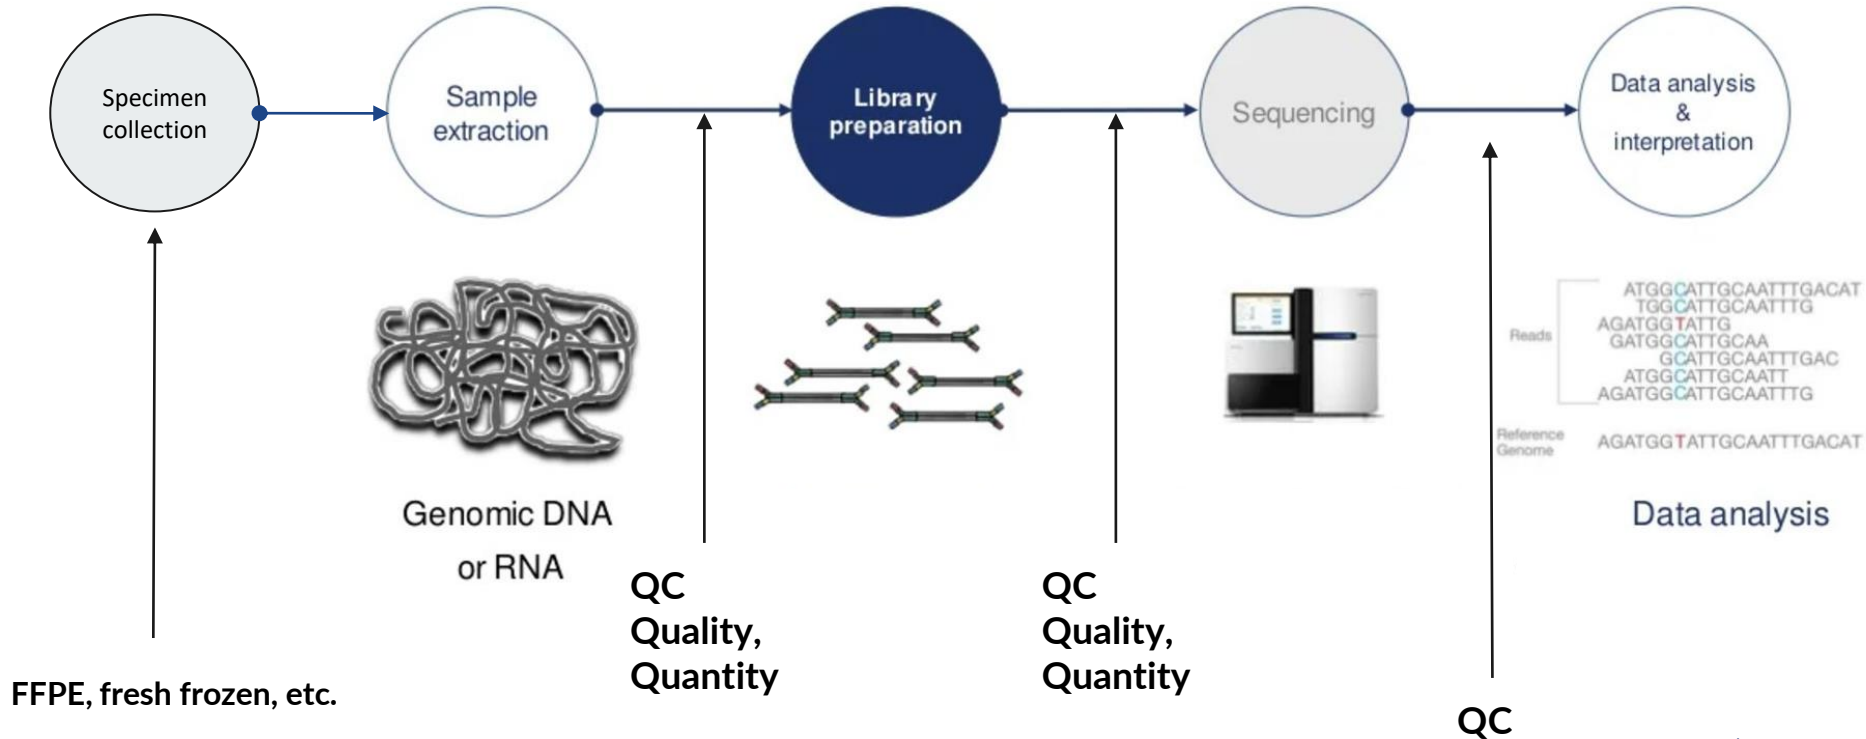 Specimen
collection
Sample
extraction
Library
preparation
Sequencing
Data analysis
&
interpretation
Genomic DNA
or RNA
Reads
ATGGCATTGCAATTTGACAT
TGGCATTGCAATTTG
AGATGGTATTG
GATGGCATTGCAA
GCATTGCAATTTGAC
ATGGCATTGCAATT
AGATGGCATTGCAATTTG
Reference
Genome
AGATGGTATTGCAATTTGACAT
Data analysis
FFPE, fresh frozen, etc.
QC
Quality,
Quantity
QC
Quality,
Quantity
QC